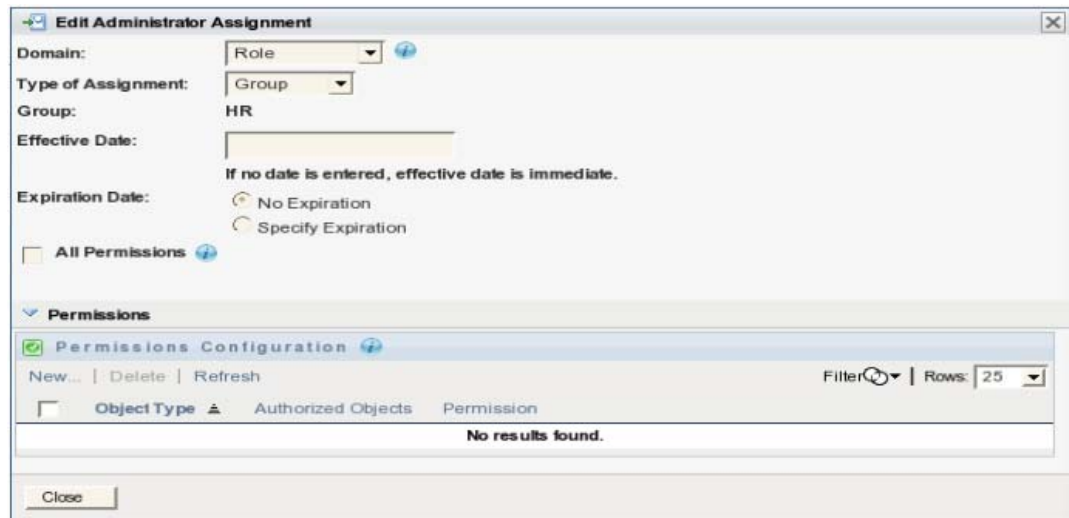 Edit Administrator Assignment
Domain: Role
Type of Assignment: Group
Group: HR
Effective Date:
If no date is entered, effective date is immediate.
Expiration Date: No Expiration
Specify Expiration
All Permissions
Permissions
Permissions Configuration
New... | Delete | Refresh Filter | Rows: 25
Object Type Authorized Objects Permission
No results found.
Close